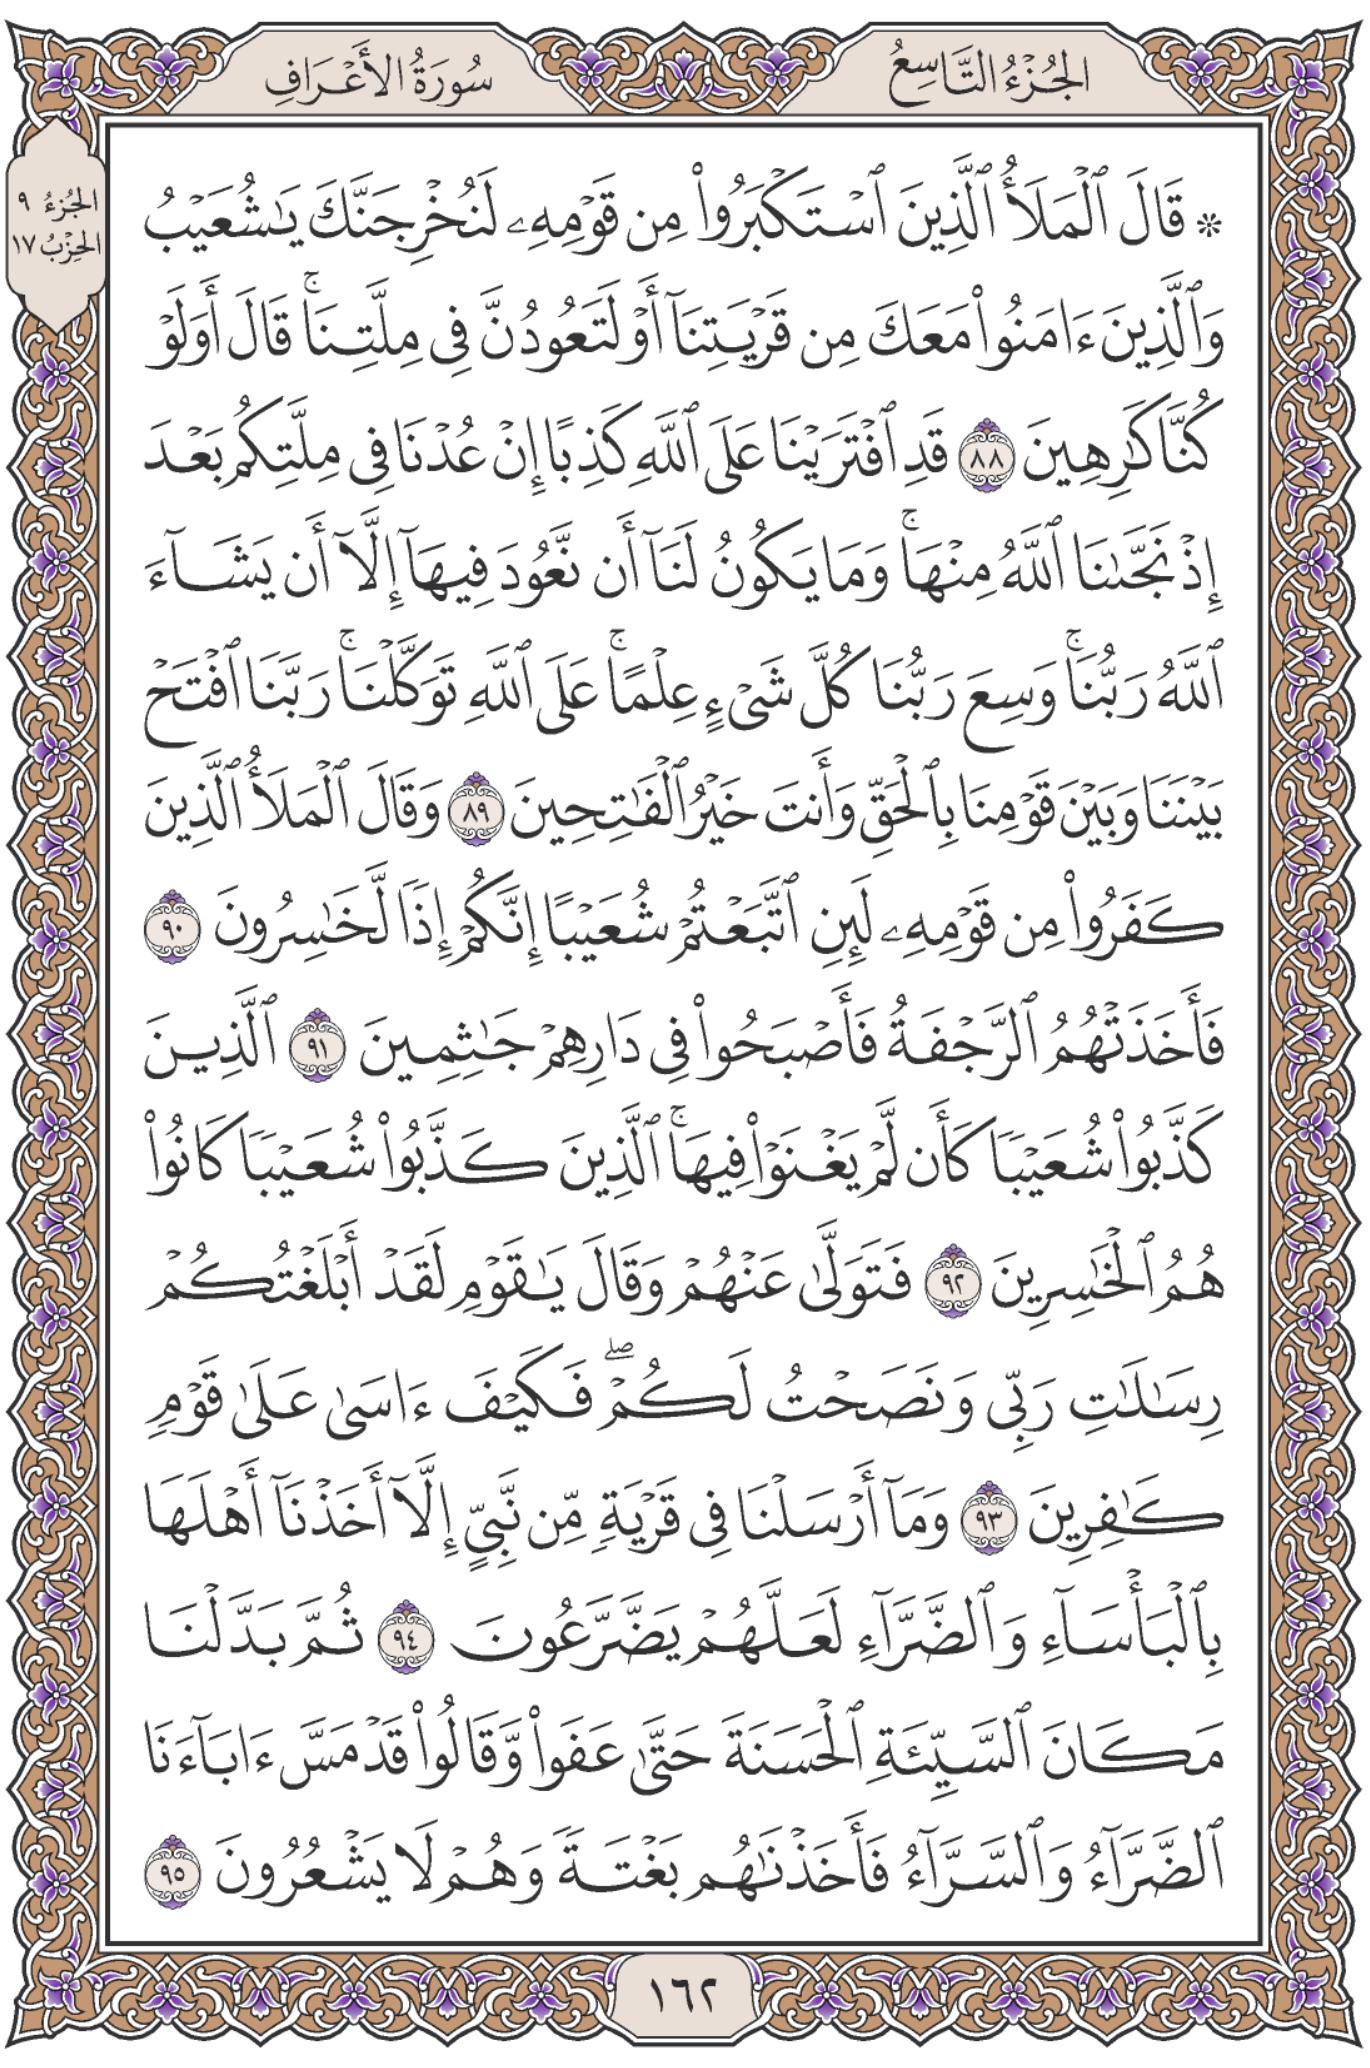 الجُزْءُ التَّاسِعُ
سُورَةُ الأَعْرَافِ
الجُزءُ ٩
الحِزْبُ ١٧
۞ قَالَ ٱلْمَلَأُ ٱلَّذِينَ ٱسْتَكْبَرُوا۟ مِن قَوْمِهِۦ لَنُخْرِجَنَّكَ يَـٰشُعَيْبُ
وَٱلَّذِينَ ءَامَنُوا۟ مَعَكَ مِن قَرْيَتِنَآ أَوْ لَتَعُودُنَّ فِى مِلَّتِنَا ۚ قَالَ أَوَلَوْ
كُنَّا كَـٰرِهِينَ ٨٨ قَدِ ٱفْتَرَيْنَا عَلَى ٱللَّهِ كَذِبًا إِنْ عُدْنَا فِى مِلَّتِكُم بَعْدَ
إِذْ نَجَّىٰنَا ٱللَّهُ مِنْهَا ۚ وَمَا يَكُونُ لَنَآ أَن نَّعُودَ فِيهَآ إِلَّآ أَن يَشَآءَ
ٱللَّهُ رَبُّنَا ۚ وَسِعَ رَبُّنَا كُلَّ شَىْءٍ عِلْمًا ۚ عَلَى ٱللَّهِ تَوَكَّلْنَا ۚ رَبَّنَا ٱفْتَحْ
بَيْنَنَا وَبَيْنَ قَوْمِنَا بِٱلْحَقِّ وَأَنتَ خَيْرُ ٱلْفَـٰتِحِينَ ٨٩ وَقَالَ ٱلْمَلَأُ ٱلَّذِينَ
كَفَرُوا۟ مِن قَوْمِهِۦ لَئِنِ ٱتَّبَعْتُمْ شُعَيْبًا إِنَّكُمْ إِذًا لَّخَـٰسِرُونَ ٩٠
فَأَخَذَتْهُمُ ٱلرَّجْفَةُ فَأَصْبَحُوا۟ فِى دَارِهِمْ جَـٰثِمِينَ ٩١ ٱلَّذِينَ
كَذَّبُوا۟ شُعَيْبًا كَأَن لَّمْ يَغْنَوْا۟ فِيهَا ۚ ٱلَّذِينَ كَذَّبُوا۟ شُعَيْبًا كَانُوا۟
هُمُ ٱلْخَـٰسِرِينَ ٩٢ فَتَوَلَّىٰ عَنْهُمْ وَقَالَ يَـٰقَوْمِ لَقَدْ أَبْلَغْتُكُمْ
رِسَـٰلَـٰتِ رَبِّى وَنَصَحْتُ لَكُمْ ۖ فَكَيْفَ ءَاسَىٰ عَلَىٰ قَوْمٍ
كَـٰفِرِينَ ٩٣ وَمَآ أَرْسَلْنَا فِى قَرْيَةٍ مِّن نَّبِىٍّ إِلَّآ أَخَذْنَآ أَهْلَهَا
بِٱلْبَأْسَآءِ وَٱلضَّرَّآءِ لَعَلَّهُمْ يَضَّرَّعُونَ ٩٤ ثُمَّ بَدَّلْنَا
مَكَانَ ٱلسَّيِّئَةِ ٱلْحَسَنَةَ حَتَّىٰ عَفَوا۟ وَّقَالُوا۟ قَدْ مَسَّ ءَابَآءَنَا
ٱلضَّرَّآءُ وَٱلسَّرَّآءُ فَأَخَذْنَـٰهُم بَغْتَةً وَهُمْ لَا يَشْعُرُونَ ٩٥
١٦٢